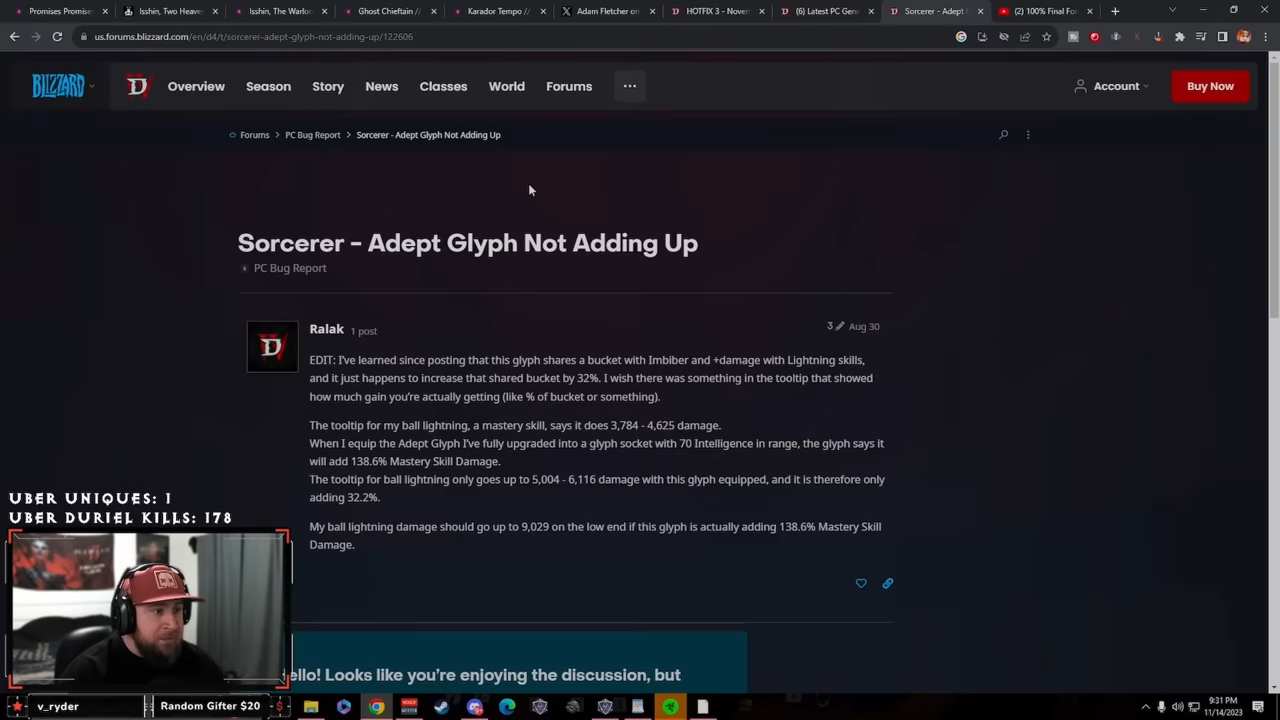 Promises Promise
Isshin, Two Heave
Isshin, The Warlo
Ghost Chieftain //
Karador Tempo //
Adam Fletcher on
HOTFIX 3 - Novem
(6) Latest PC Gene
Sorcerer - Adept G
(2) 100% Final For
us.forums.blizzard.com/en/d4/t/sorcerer-adept-glyph-not-adding-up/122606
BLIZZARD
Overview
Season
Story
News
Classes
World
Forums
Account
Buy Now
Forums > PC Bug Report > Sorcerer - Adept Glyph Not Adding Up
Sorcerer - Adept Glyph Not Adding Up
PC Bug Report
Ralak 1 post
3 Aug 30
EDIT: I've learned since posting that this glyph shares a bucket with Imbiber and +damage with Lightning skills,
and it just happens to increase that shared bucket by 32%. I wish there was something in the tooltip that showed
how much gain you're actually getting (like % of bucket or something).
The tooltip for my ball lightning, a mastery skill, says it does 3,784 - 4,625 damage.
When I equip the Adept Glyph I've fully upgraded into a glyph socket with 70 Intelligence in range, the glyph says it
will add 138.6% Mastery Skill Damage.
The tooltip for ball lightning only goes up to 5,004 - 6,116 damage with this glyph equipped, and it is therefore only
adding 32.2%.
My ball lightning damage should go up to 9,029 on the low end if this glyph is actually adding 138.6% Mastery Skill
Damage.
UBER UNIQUES: 1
UBER DURIEL KILLS: 178
ello! Looks like you're enjoying the discussion, but
v_ryder
Random Gifter $20
9:31 PM
11/14/2023